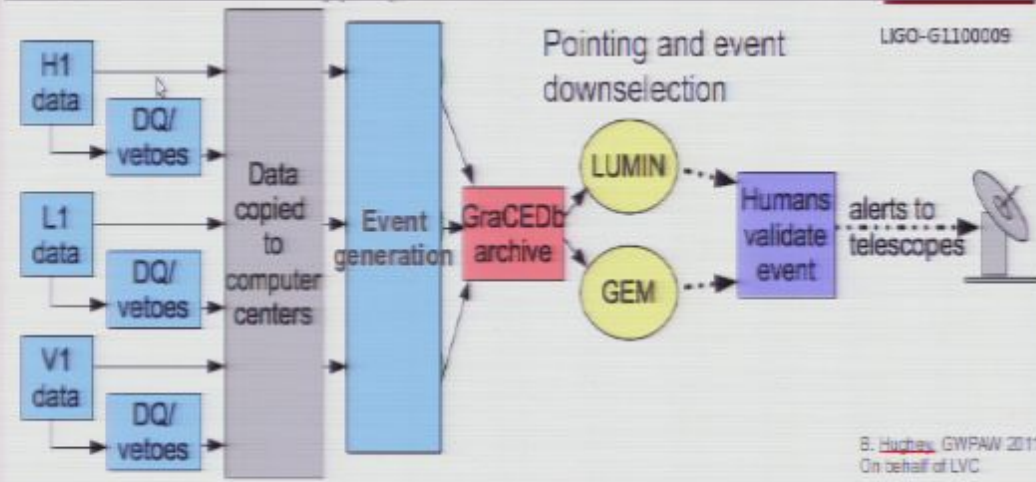 H1
data
DQ/
vetoes
L1
data
DQ/
vetoes
V1
data
DQ/
vetoes
Data
copied
to
computer
centers
Event
generation
GraCEDb
archive
Pointing and event
downselection
LUMIN
GEM
Humans
validate
event
alerts to
telescopes
LIGO-G1100009
B. Hughey, GWPAW 2011
On behalf of LVC